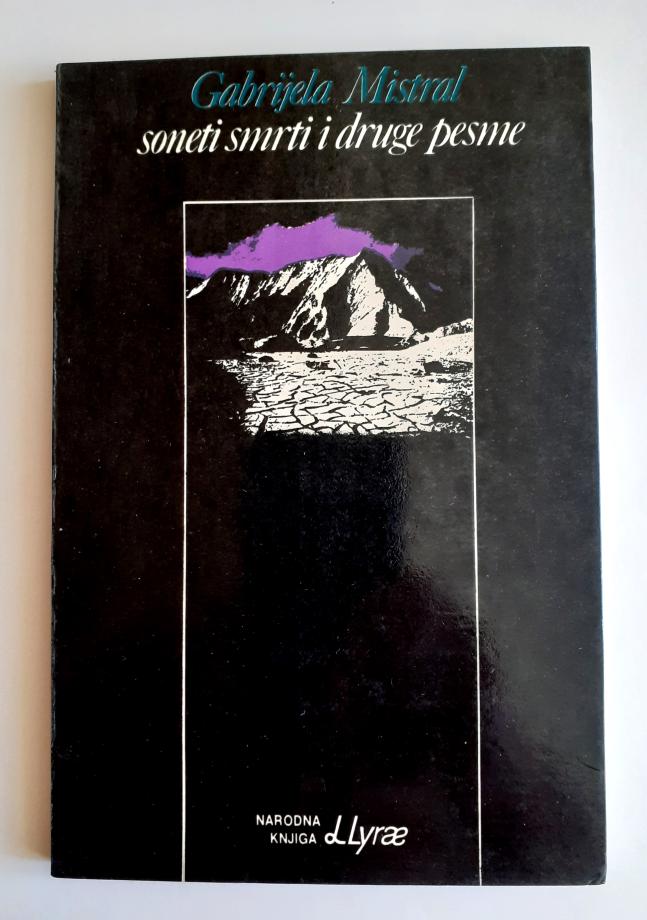 Gabrijela Mistral
soneti smrti i druge pesme
NARODNA
KNJIGA
Lyræ